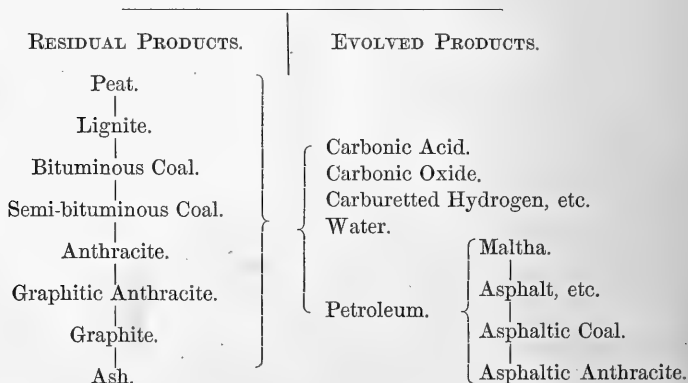 RESIDUAL PRODUCTS.
Peat.
Lignite.
Bituminous Coal.
Semi-bituminous Coal.
Anthracite.
Graphitic Anthracite.
Graphite.
Ash.
EVOLVED PRODUCTS.
Carbonic Acid.
Carbonic Oxide.
Carburetted Hydrogen, etc.
Water.
Petroleum.
Maltha.
Asphalt, etc.
Asphaltic Coal.
Asphaltic Anthracite.